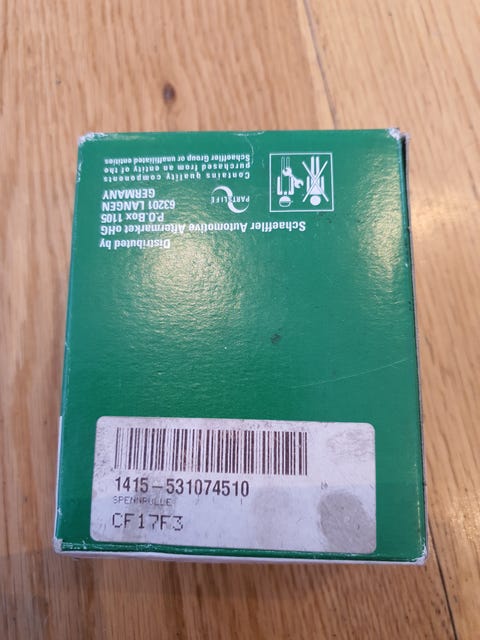 Distributed by
Schaeffler Automotive Aftermarket oHG
P.O.Box 1105
63201 LANGEN
GERMANY
Contains quality components
purchased from an entity of the
Schaeffler Group or unaffiliated entities
PARTSLIFE
1415-531074510
SPENNRULLE
CF17F3